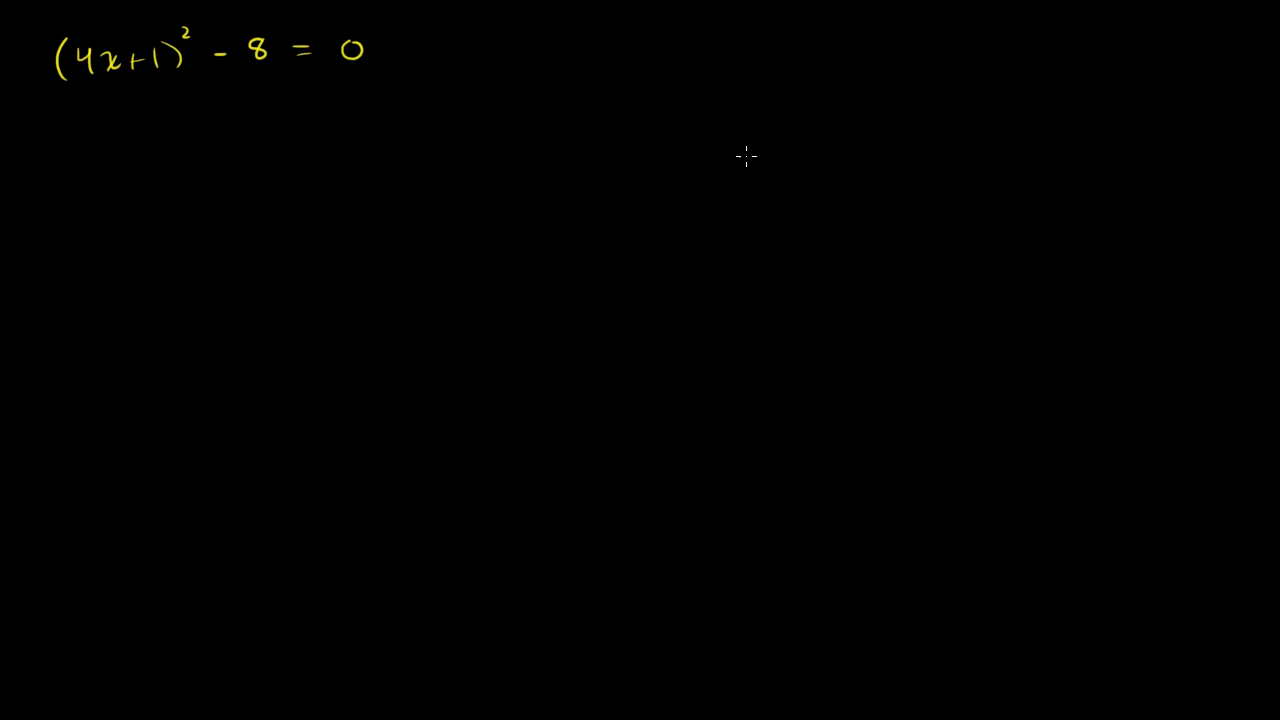 (4x+1)² - 8 = 0